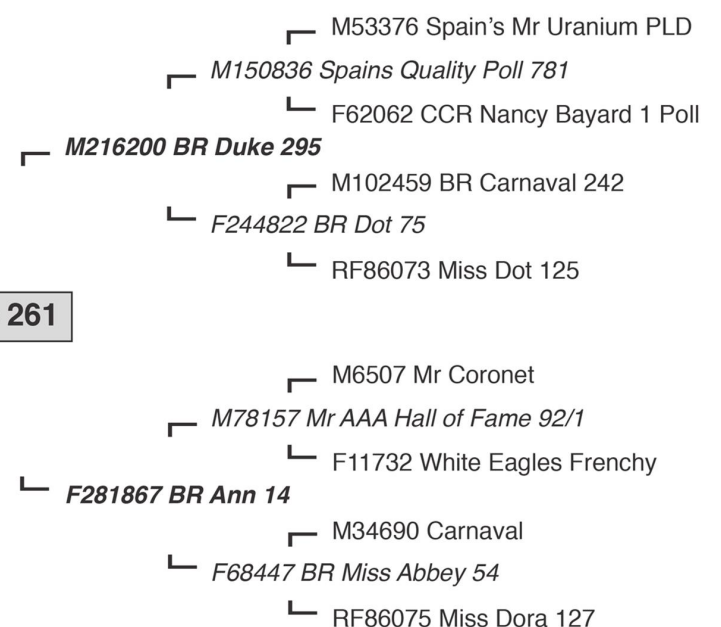 M53376 Spain’s Mr Uranium PLD
M150836 Spains Quality Poll 781
F62062 CCR Nancy Bayard 1 Poll
M216200 BR Duke 295
M102459 BR Carnaval 242
F244822 BR Dot 75
RF86073 Miss Dot 125
261
M6507 Mr Coronet
M78157 Mr AAA Hall of Fame 92/1
F11732 White Eagles Frenchy
F281867 BR Ann 14
M34690 Carnaval
F68447 BR Miss Abbey 54
RF86075 Miss Dora 127